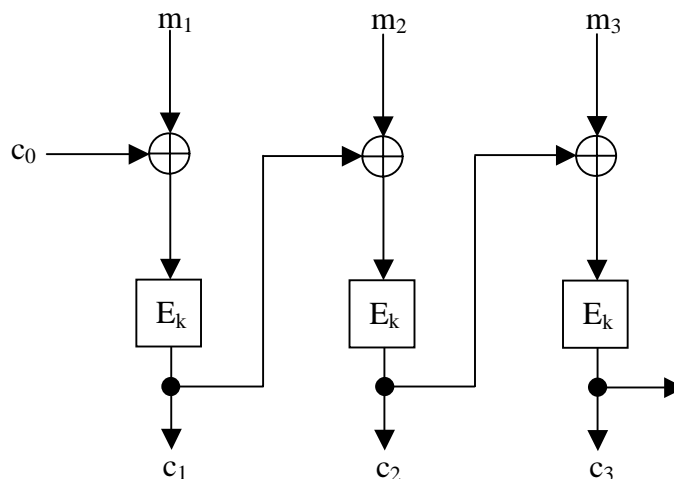 m₁ m₂ m₃
c₀
Eₖ Eₖ Eₖ
c₁ c₂ c₃